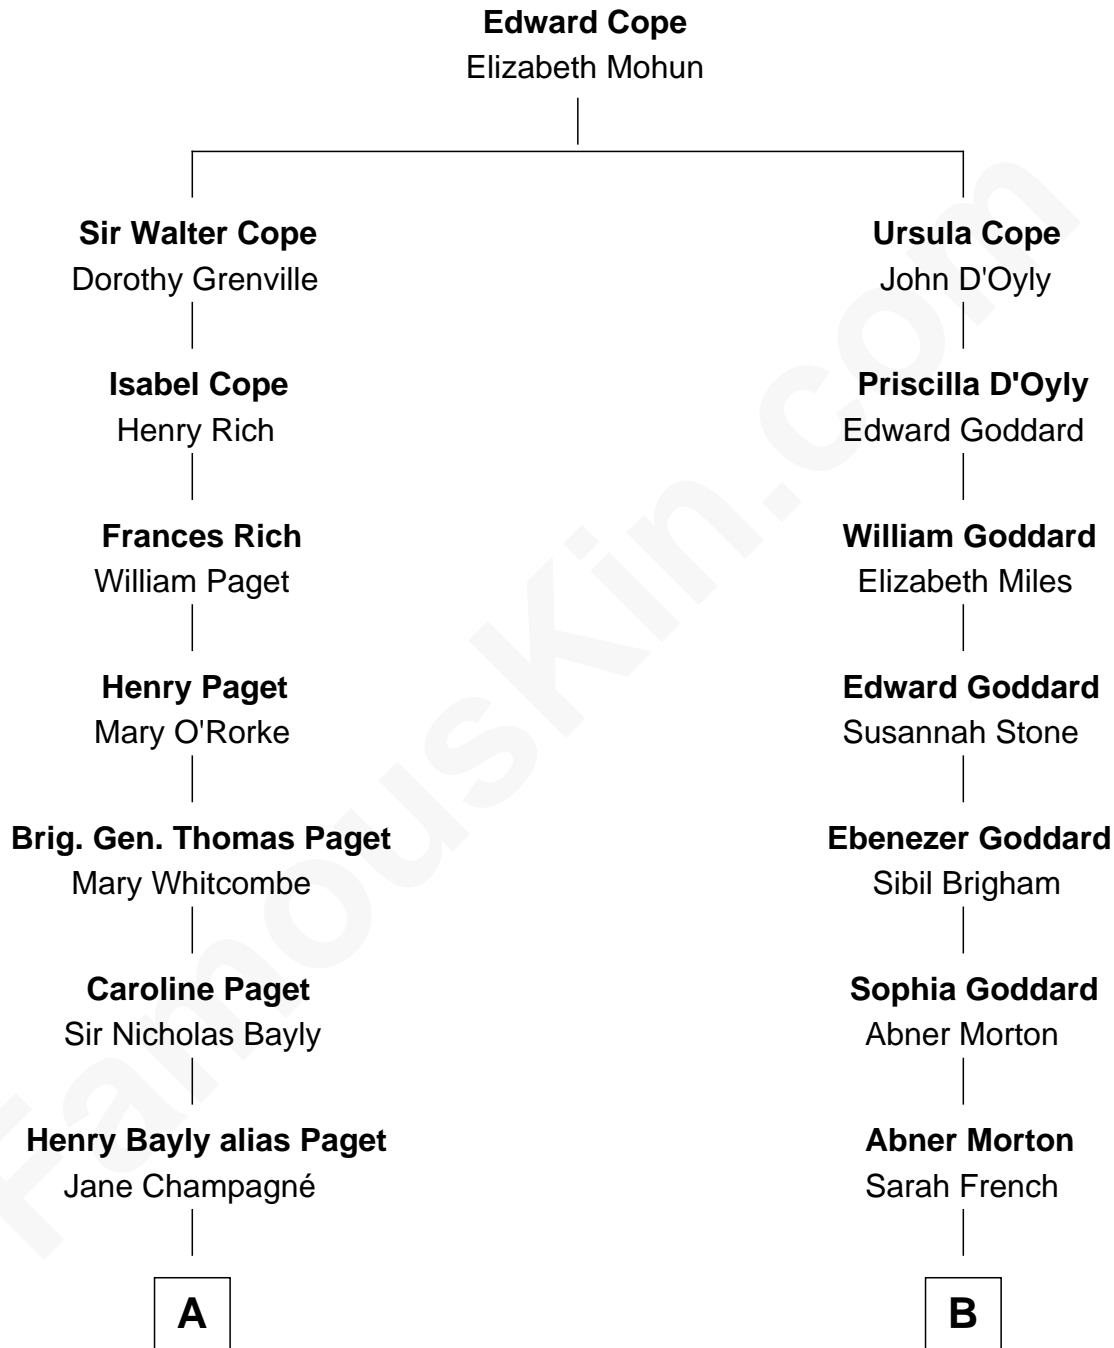 Edward Cope
Elizabeth Mohun
Sir Walter Cope
Dorothy Grenville
Ursula Cope
John D'Oyly
Isabel Cope
Henry Rich
Priscilla D'Oyly
Edward Goddard
Frances Rich
William Paget
William Goddard
Elizabeth Miles
Henry Paget
Mary O'Rorke
Edward Goddard
Susannah Stone
Brig. Gen. Thomas Paget
Mary Whitcombe
Ebenezer Goddard
Sibil Brigham
Caroline Paget
Sir Nicholas Bayly
Sophia Goddard
Abner Morton
Henry Bayly alias Paget
Jane Champagné
Abner Morton
Sarah French
A
B
FamousKin.com